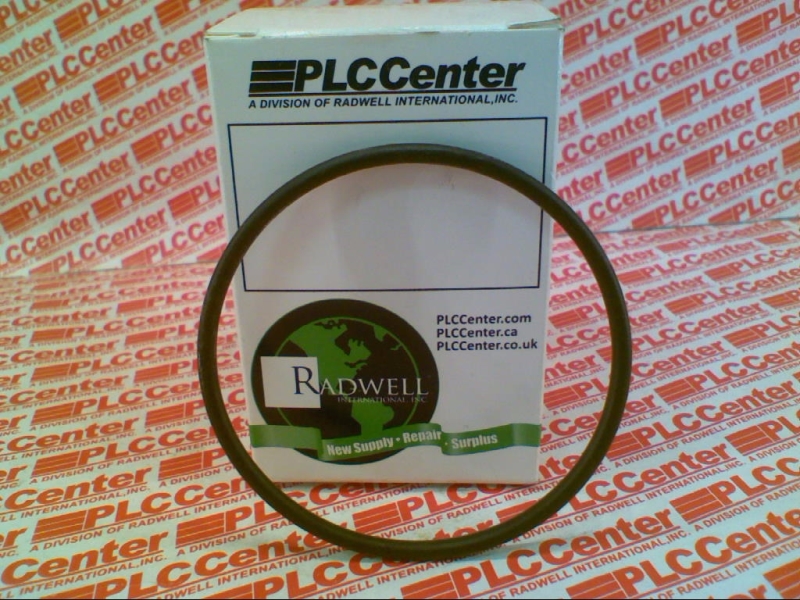 PLCCenter
A DIVISION OF RADWELL INTERNATIONAL,INC.
PLCCenter.com
PLCCenter.ca
PLCCenter.co.uk
RADWELL
INTERNATIONAL, INC.
New Supply • Repair • Surplus
PLCCenter
A DIVISION OF RADWELL INTERNATIONAL, INC.